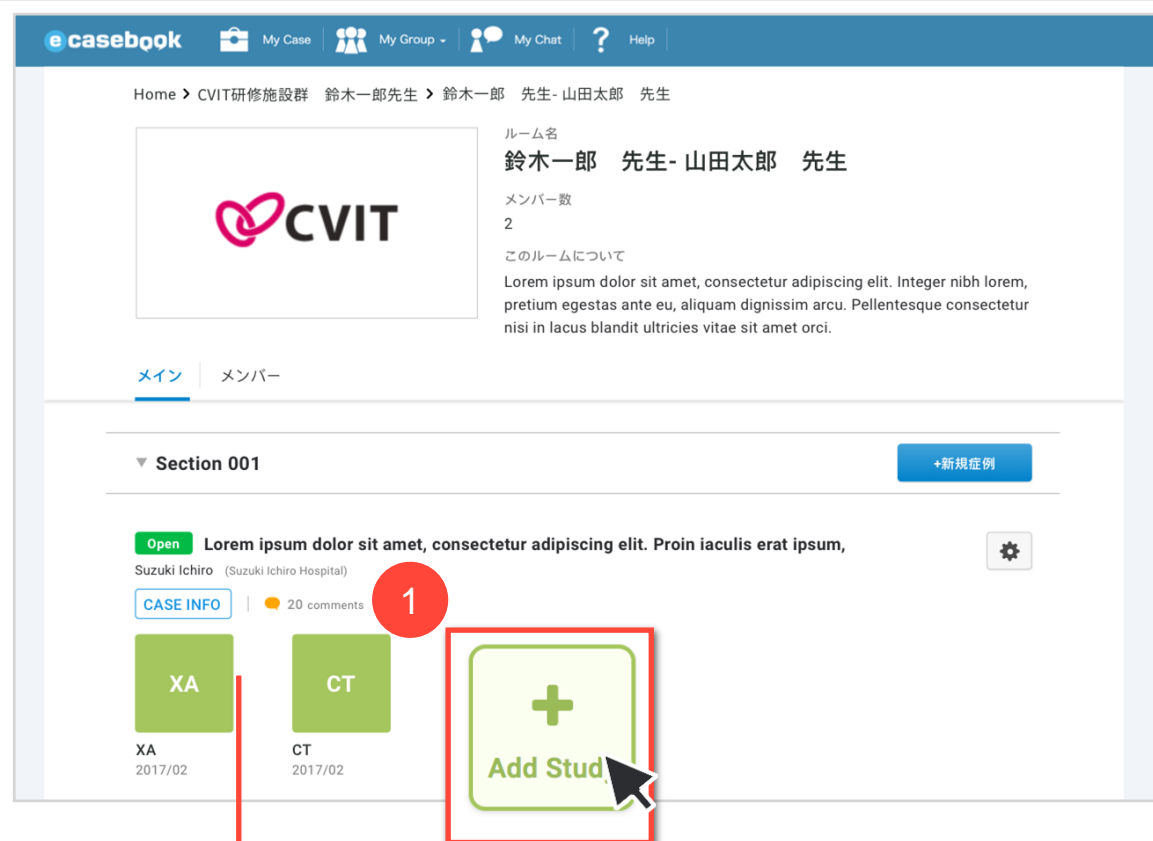 ecasebook My Case My Group My Chat ? Help
Home > CVIT研修施設群 鈴木一郎先生 > 鈴木一郎 先生- 山田太郎 先生
CVIT
ルーム名
鈴木一郎 先生- 山田太郎 先生
メンバー数
2
このルームについて
Lorem ipsum dolor sit amet, consectetur adipiscing elit. Integer nibh lorem,
pretium egestas ante eu, aliquam dignissim arcu. Pellentesque consectetur
nisi in lacus blandit ultricies vitae sit amet orci.
メイン メンバー
Section 001 +新規症例
Open Lorem ipsum dolor sit amet, consectetur adipiscing elit. Proin iaculis erat ipsum,
Suzuki Ichiro (Suzuki Ichiro Hospital)
CASE INFO 20 comments 1
XA CT
Add Stud
XA CT
2017/02 2017/02